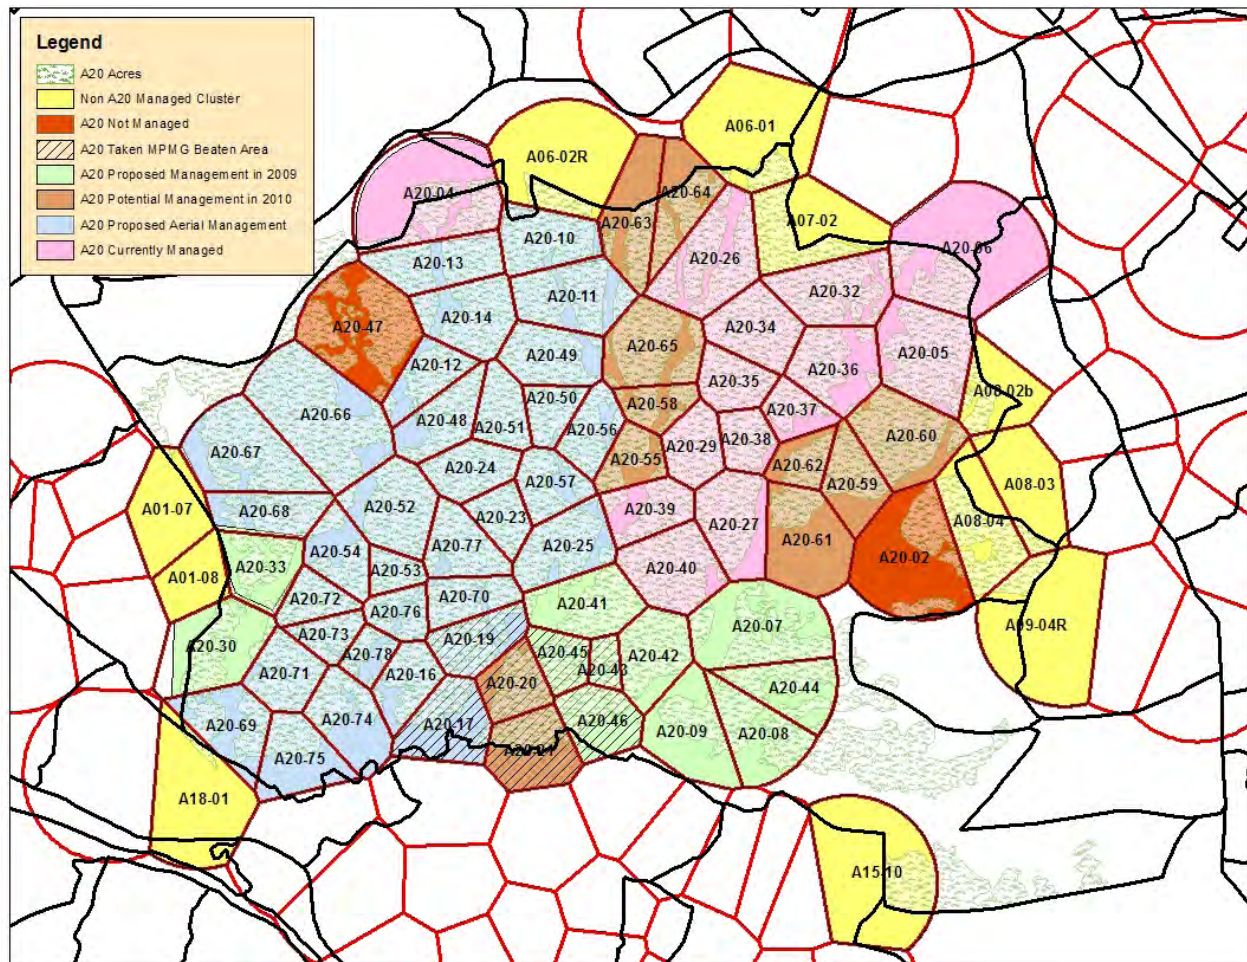 Legend
A20 Acres
Non A20 Managed Cluster
A20 Not Managed
A20 Taken MPMG Beaten Area
A20 Proposed Management in 2009
A20 Potential Management in 2010
A20 Proposed Aerial Management
A20 Currently Managed
A06-01
A06-02R
A20-04
A20-64
A20-63
A07-02
A20-10
A20-06
A20-13
A20-26
A20-11
A20-32
A20-14
A20-47
A20-34
A20-65
A20-05
A20-49
A20-12
A20-36
A20-35
A08-02b
A20-50
A20-58
A20-66
A20-48
A20-51
A20-56
A20-37
A20-60
A20-38
A20-29
A20-67
A20-55
A20-62
A20-24
A20-57
A20-59
A08-03
A20-52
A01-07
A20-68
A20-39
A20-27
A20-23
A08-04
A20-61
A20-77
A20-25
A20-54
A20-02
A20-33
A20-53
A20-40
A01-08
A20-70
A20-72
A20-41
A20-76
A20-07
A09-04R
A20-73
A20-19
A20-30
A20-45
A20-78
A20-42
A20-43
A20-71
A20-16
A20-20
A20-44
A20-74
A20-17
A20-46
A20-69
A20-09
A20-08
A20-21
A20-75
A18-01
A15-10